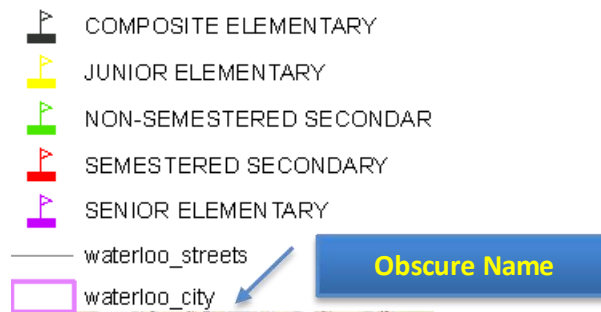 COMPOSITE ELEMENTARY
JUNIOR ELEMENTARY
NON-SEMESTERED SECONDAR
SEMESTERED SECONDARY
SENIOR ELEMENTARY
waterloo_streets
Obscure Name
waterloo_city